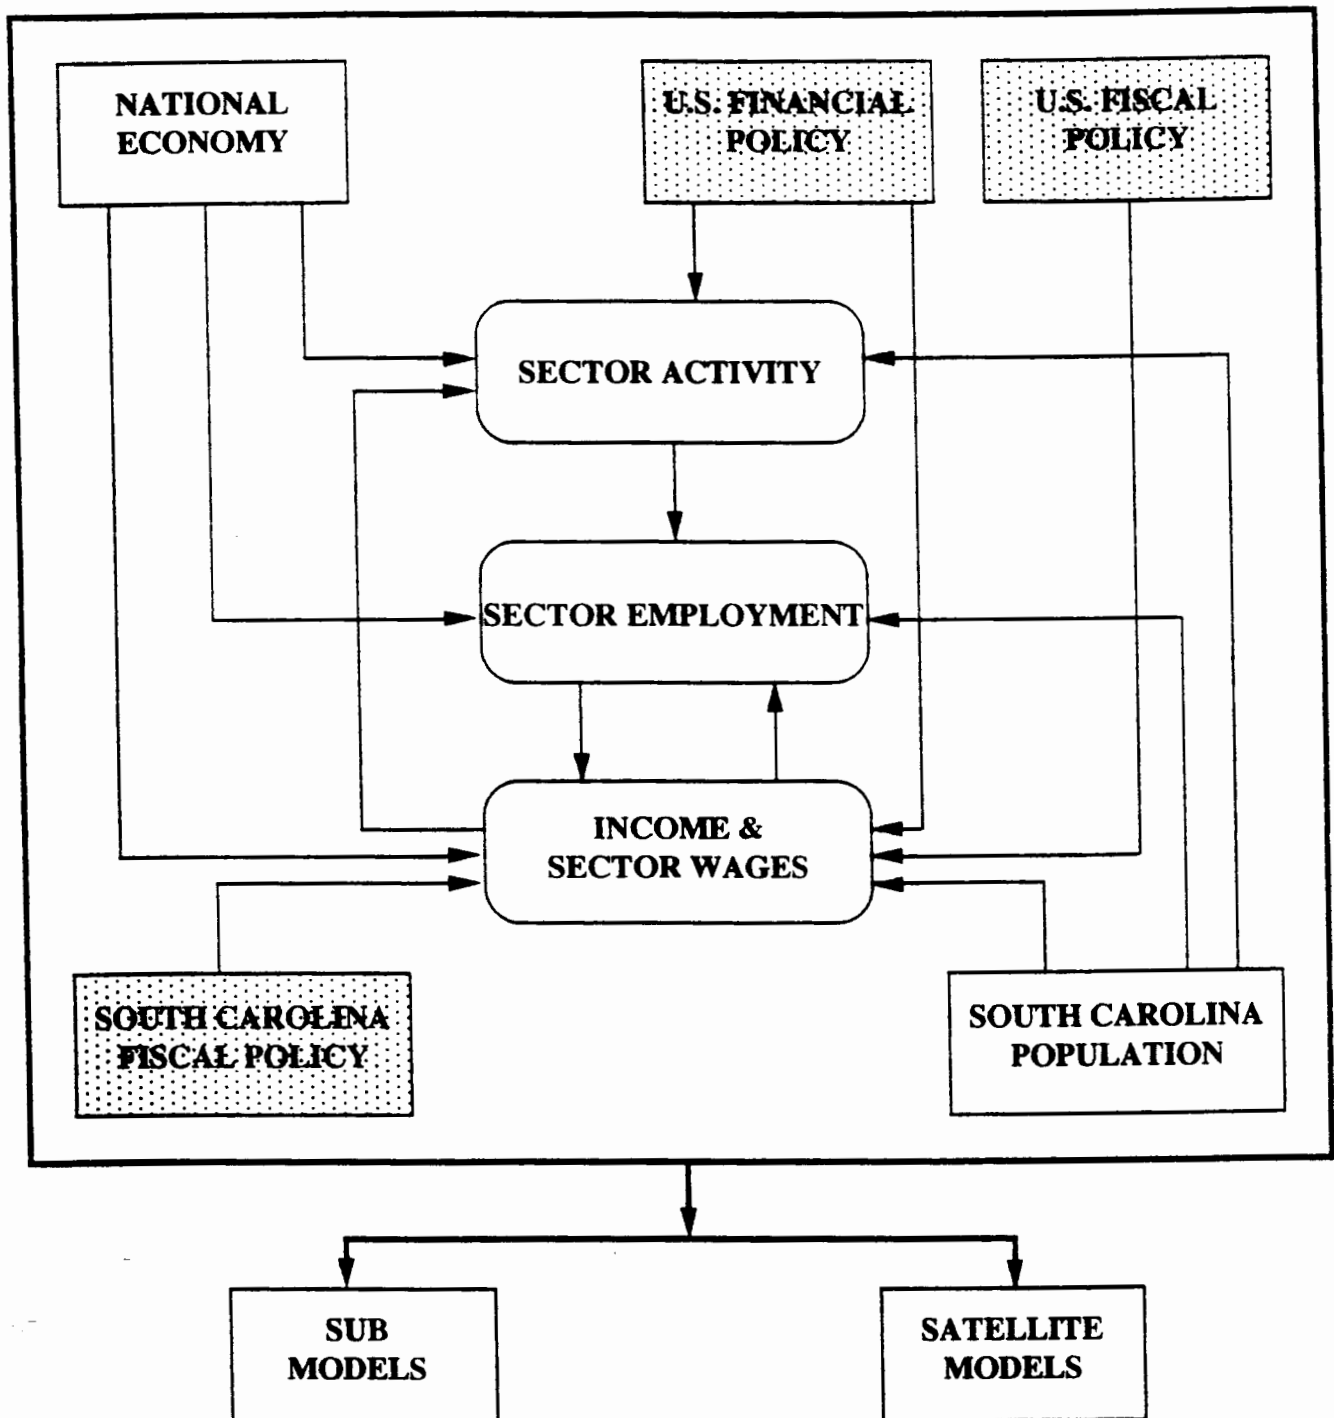 NATIONAL
ECONOMY
U.S. FINANCIAL
POLICY
U.S. FISCAL
POLICY
SECTOR ACTIVITY
SECTOR EMPLOYMENT
INCOME &
SECTOR WAGES
SOUTH CAROLINA
FISCAL POLICY
SOUTH CAROLINA
POPULATION
SUB
MODELS
SATELLITE
MODELS